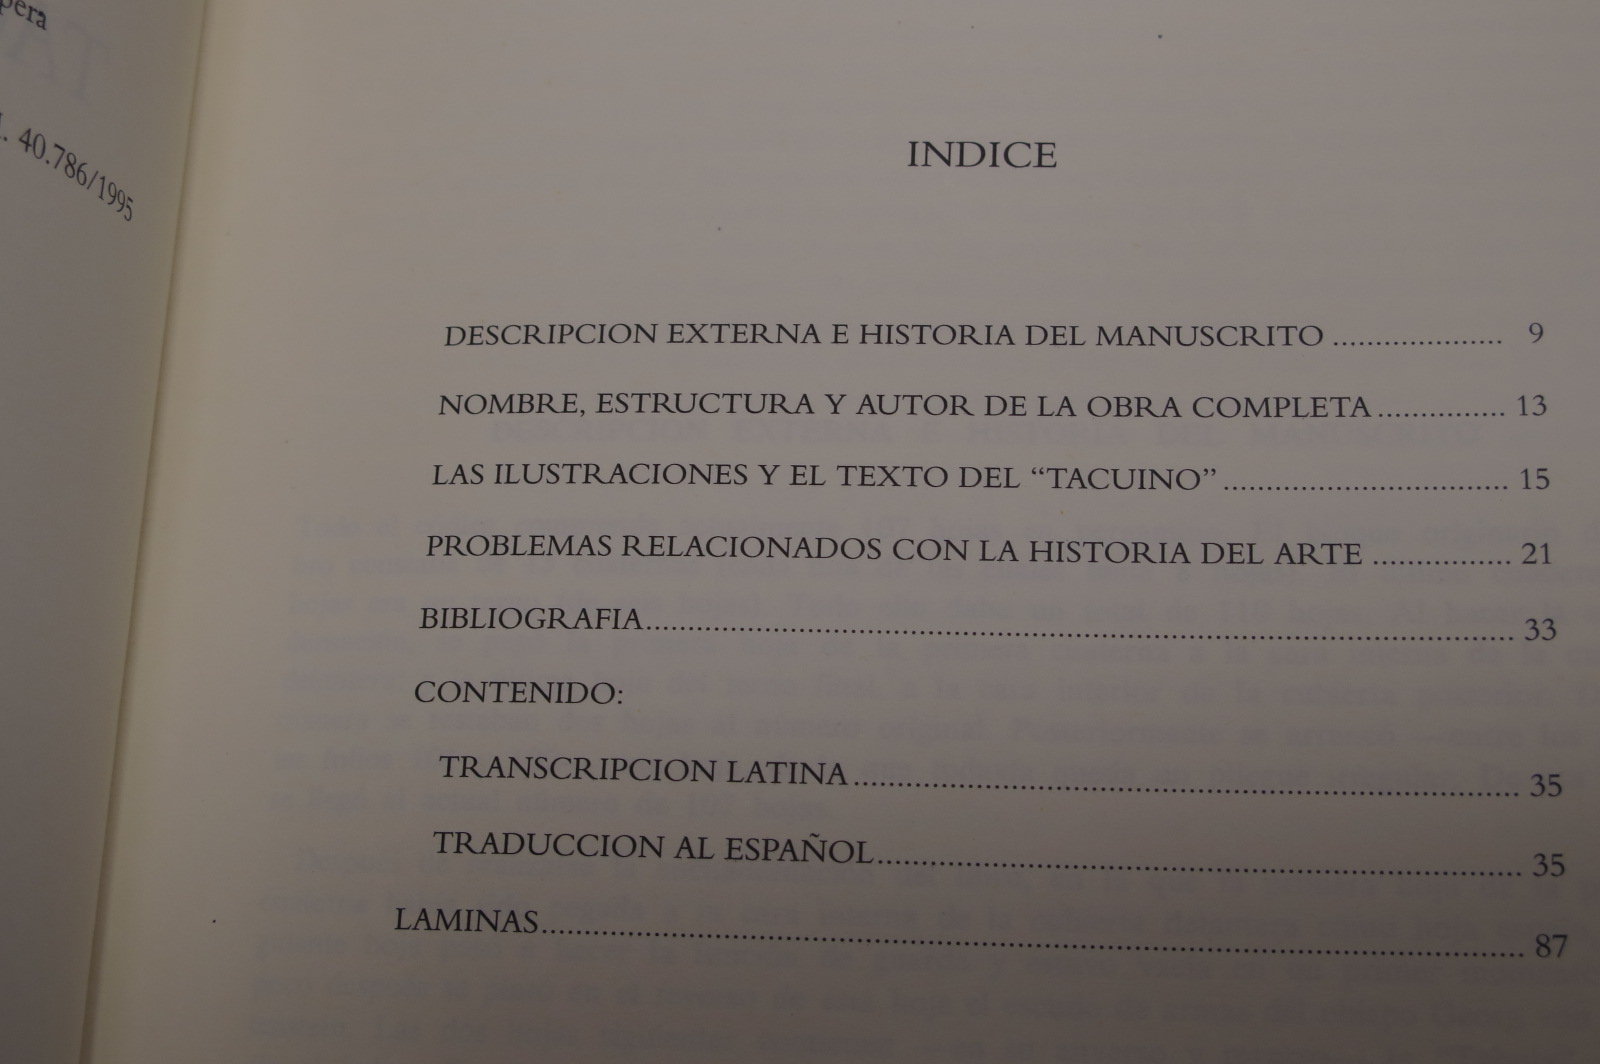 pera
40.786/1995
INDICE
DESCRIPCION EXTERNA E HISTORIA DEL MANUSCRITO .................... 9
NOMBRE, ESTRUCTURA Y AUTOR DE LA OBRA COMPLETA............... 13
LAS ILUSTRACIONES Y EL TEXTO DEL “TACUINO”.................................. 15
PROBLEMAS RELACIONADOS CON LA HISTORIA DEL ARTE ................ 21
BIBLIOGRAFIA........................................................................................................ 33
CONTENIDO:
TRANSCRIPCION LATINA................................................................................ 35
TRADUCCION AL ESPAÑOL............................................................................ 35
LAMINAS.................................................................................................................... 87